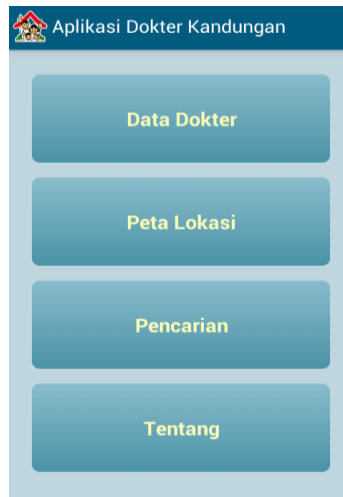 Aplikasi Dokter Kandungan
Data Dokter
Peta Lokasi
Pencarian
Tentang